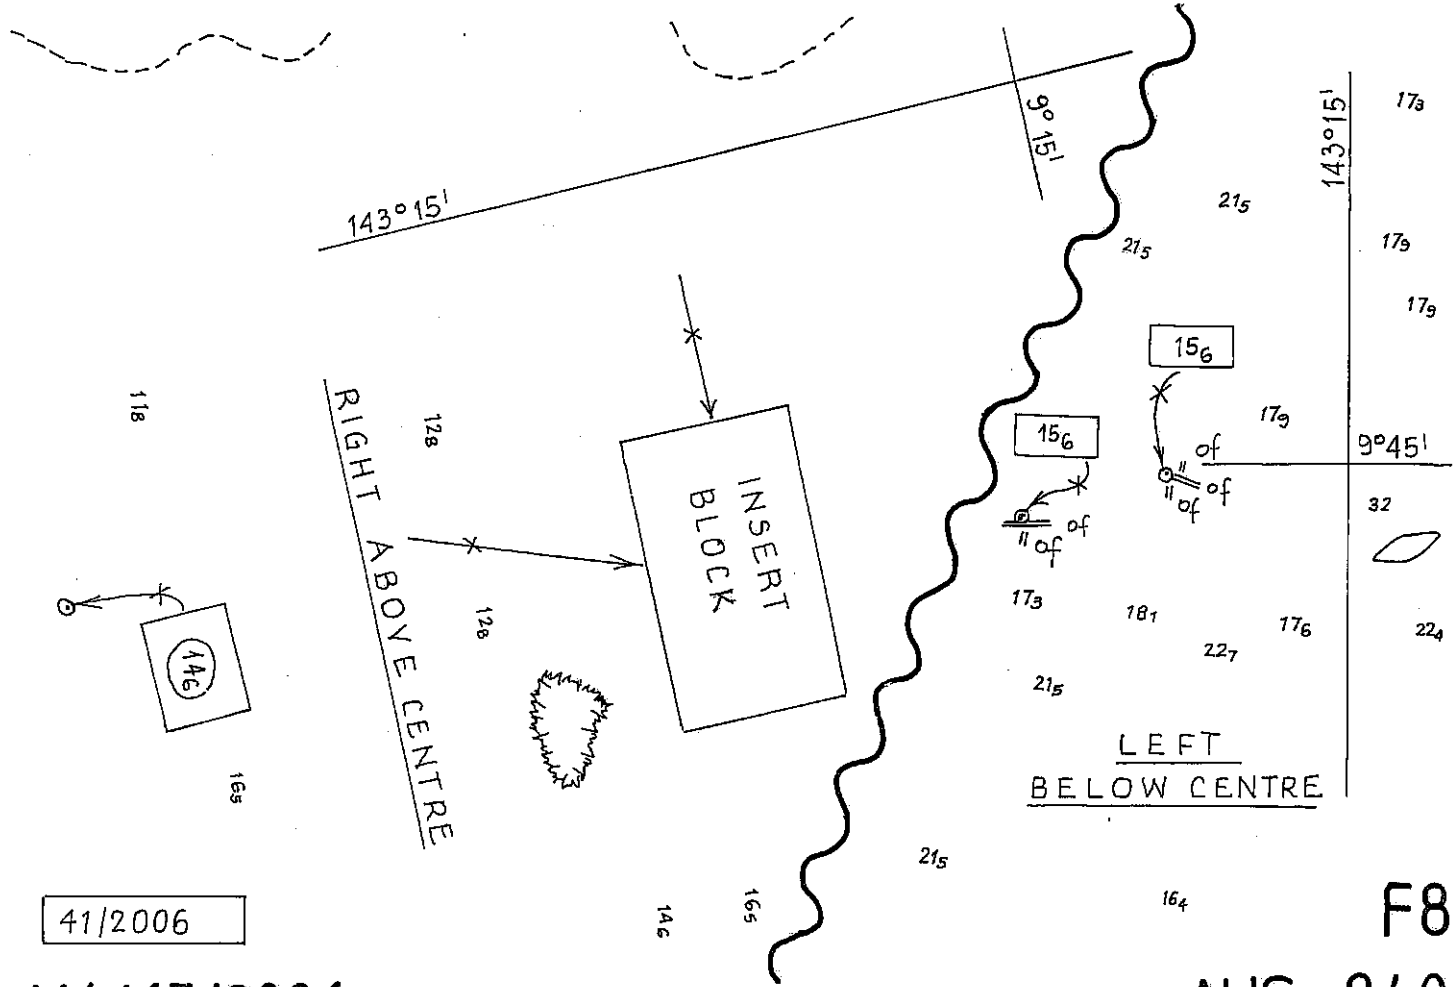 143°15'
9°15'
143°15'
17₃
21₅
21₅
17₉
17₉
15₆
11₈
12₈
RIGHT ABOVE CENTRE
INSERT
BLOCK
15₆
17₉
of
9°45'
of
of
of
of
32
12₈
14₆
17₃
18₁
17₆
22₄
22₇
21₅
LEFT
BELOW CENTRE
16₅
21₅
14₆
16₅
16₄
41/2006
F8